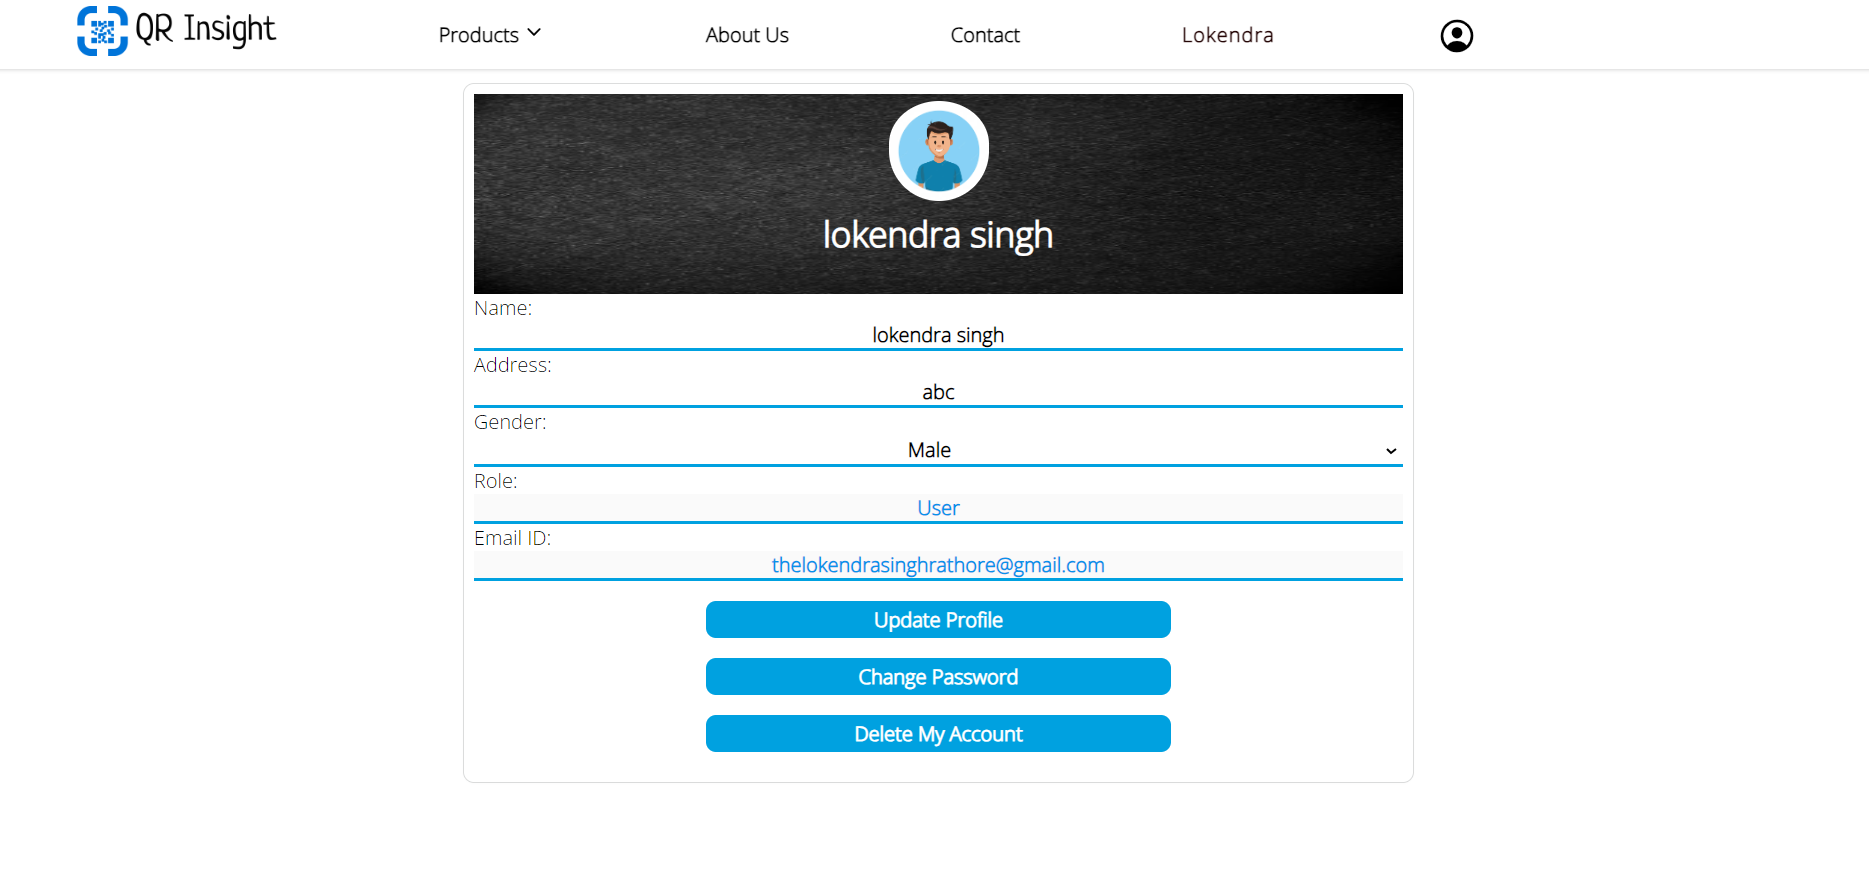 QR Insight
Products
About Us
Contact
Lokendra
lokendra singh
Name:
lokendra singh
Address:
abc
Gender:
Male
Role:
User
Email ID:
thelokendrasinghrathore@gmail.com
Update Profile
Change Password
Delete My Account